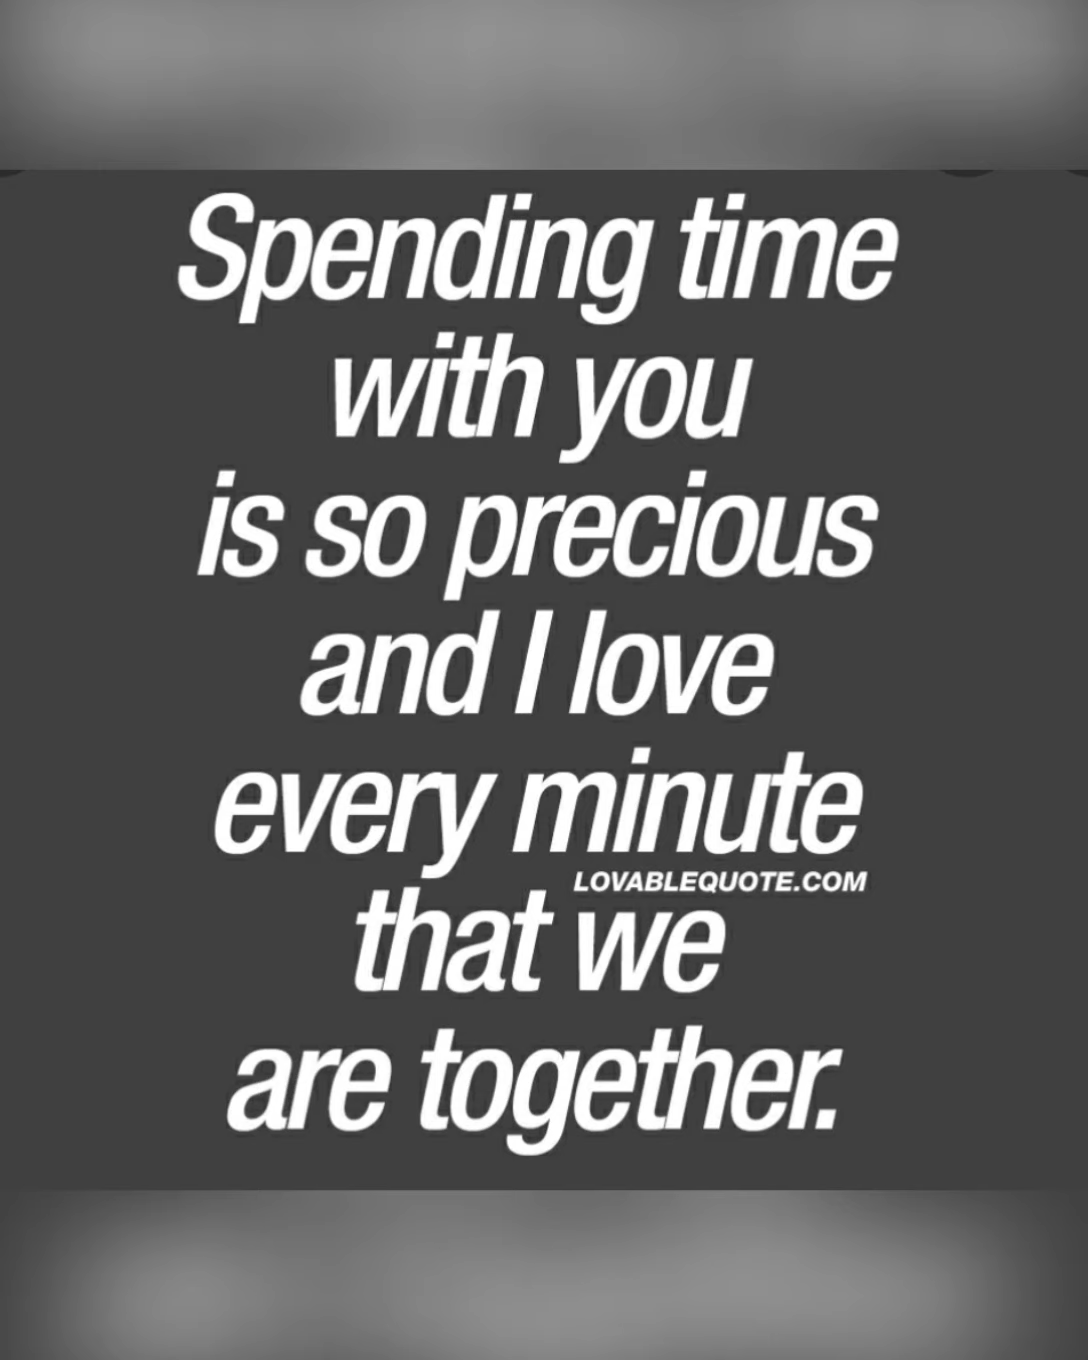 Spending time
with you
is so precious
and I love
every minute
LOVABLEQUOTE.COM
that we
are together.